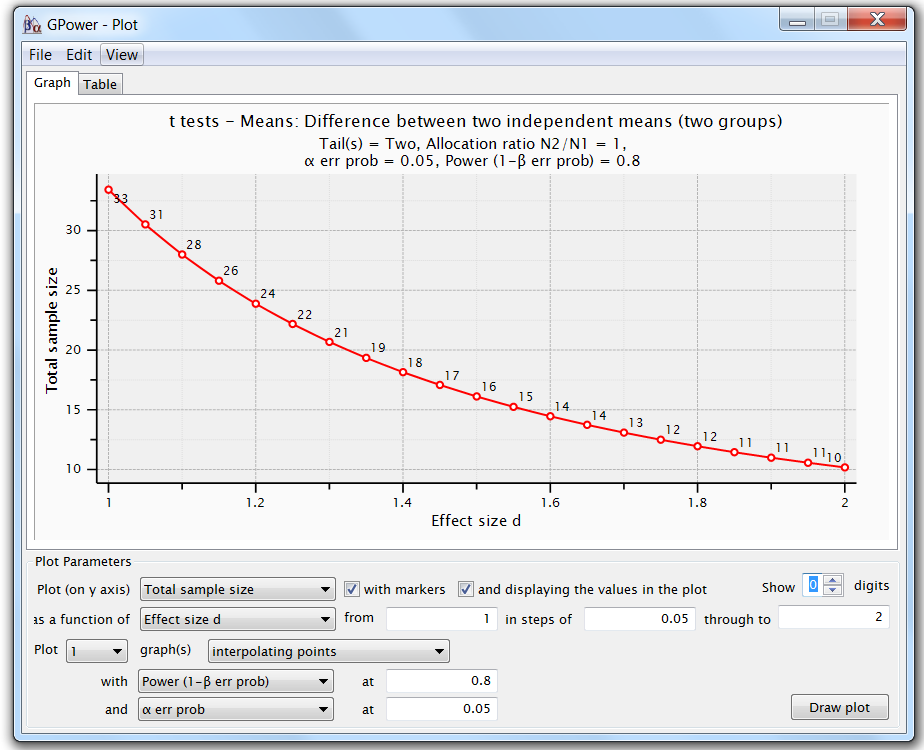 GPower - Plot
File Edit View
Graph Table
t tests - Means: Difference between two independent means (two groups)
Tail(s) = Two, Allocation ratio N2/N1 = 1,
α err prob = 0.05, Power (1-β err prob) = 0.8
Total sample size
30
25
20
15
10
33
31
28
26
24
22
21
19
18
17
16
15
14
14
13
12
12
11
11
11
10
1 1.2 1.4 1.6 1.8 2
Effect size d
Plot Parameters
Plot (on y axis) Total sample size with markers and displaying the values in the plot Show 0 digits
as a function of Effect size d from 1 in steps of 0.05 through to 2
Plot 1 graph(s) interpolating points
with Power (1-β err prob) at 0.8
and α err prob at 0.05 Draw plot